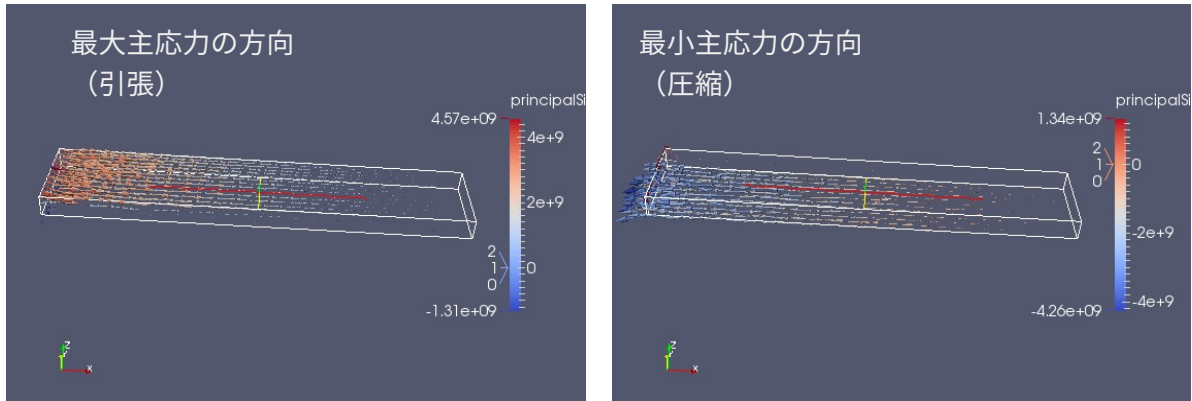 最大主応力の方向
（引張）
principalSi
4.57e+09
4e+9
2e+9
2
1
0
0
-1.31e+09
Z
Y
X
最小主応力の方向
（圧縮）
principalSi
1.34e+09
2
1
0
0
-2e+9
-4e+9
-4.26e+09
Z
Y
X